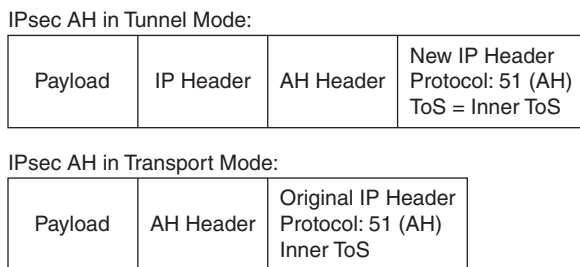 IPsec AH in Tunnel Mode:
Payload
IP Header
AH Header
New IP Header
Protocol: 51 (AH)
ToS = Inner ToS
IPsec AH in Transport Mode:
Payload
AH Header
Original IP Header
Protocol: 51 (AH)
Inner ToS